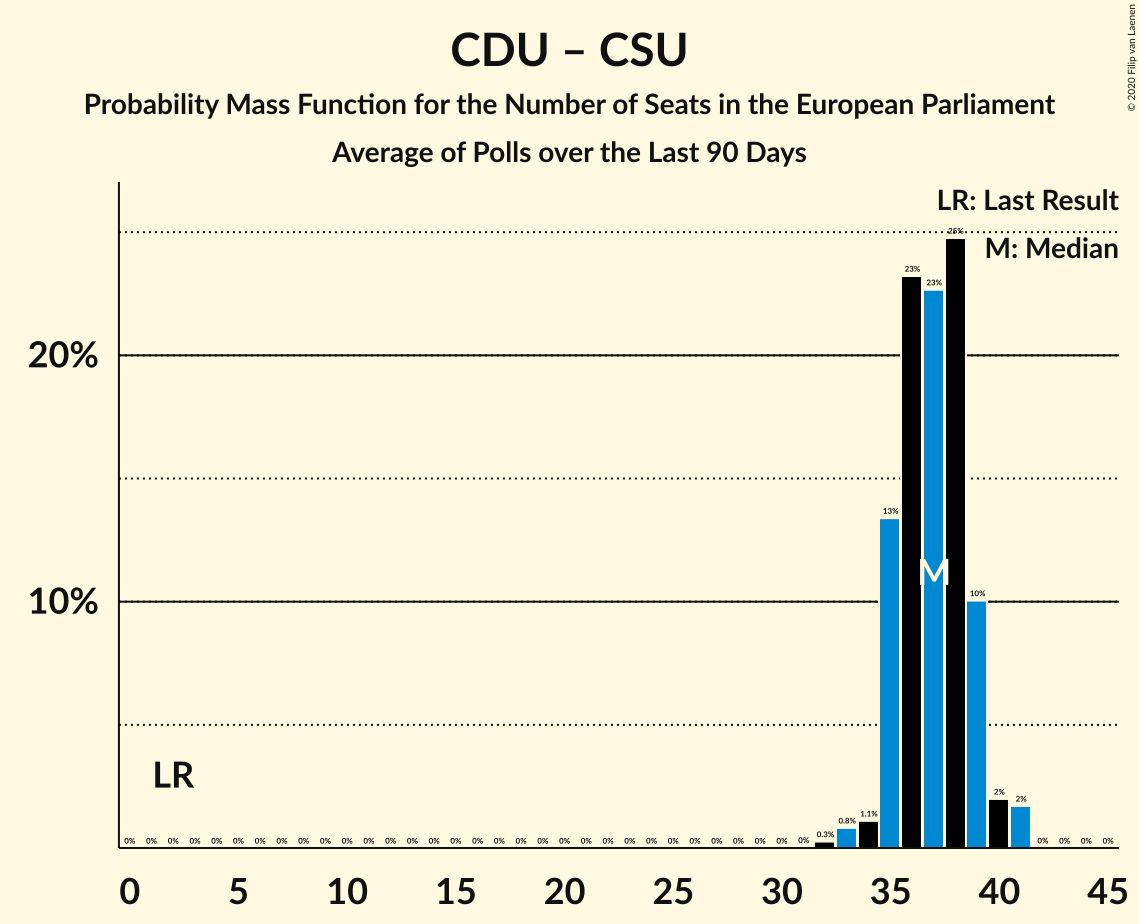 CDU – CSU
Probability Mass Function for the Number of Seats in the European Parliament
Average of Polls over the Last 90 Days
© 2020 Filip van Laenen
LR: Last Result
M: Median
25%
23%
23%
20%
13%
M
10%
10%
LR
0% 0% 0% 0% 0% 0% 0% 0% 0% 0% 0% 0% 0% 0% 0% 0% 0% 0% 0% 0% 0% 0% 0% 0% 0% 0% 0% 0% 0% 0% 0% 0% 0.3% 0.8% 1.1% 2% 2% 0% 0% 0% 0%
0 5 10 15 20 25 30 35 40 45